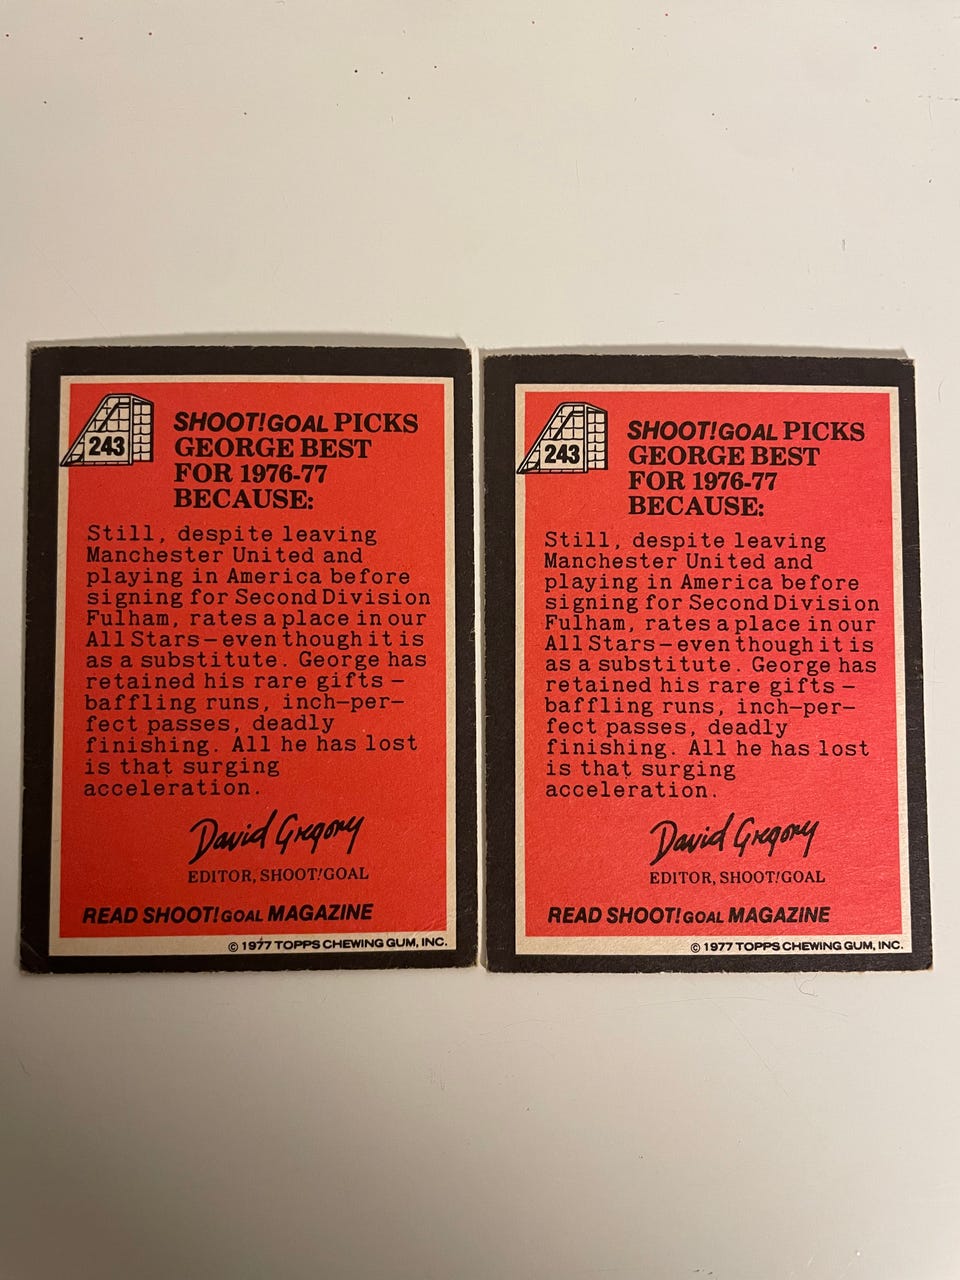 243
SHOOT!GOAL PICKS
GEORGE BEST
FOR 1976-77
BECAUSE:
Still, despite leaving
Manchester United and
playing in America before
signing for Second Division
Fulham, rates a place in our
All Stars—even though it is
as a substitute. George has
retained his rare gifts —
baffling runs, inch-per-
fect passes, deadly
finishing. All he has lost
is that surging
acceleration.
David Gregory
EDITOR, SHOOT!GOAL
READ SHOOT!GOAL MAGAZINE
© 1977 TOPPS CHEWING GUM, INC.
243
SHOOT!GOAL PICKS
GEORGE BEST
FOR 1976-77
BECAUSE:
Still, despite leaving
Manchester United and
playing in America before
signing for Second Division
Fulham, rates a place in our
All Stars—even though it is
as a substitute. George has
retained his rare gifts —
baffling runs, inch-per-
fect passes, deadly
finishing. All he has lost
is that surging
acceleration.
David Gregory
EDITOR, SHOOT!GOAL
READ SHOOT!GOAL MAGAZINE
© 1977 TOPPS CHEWING GUM, INC.